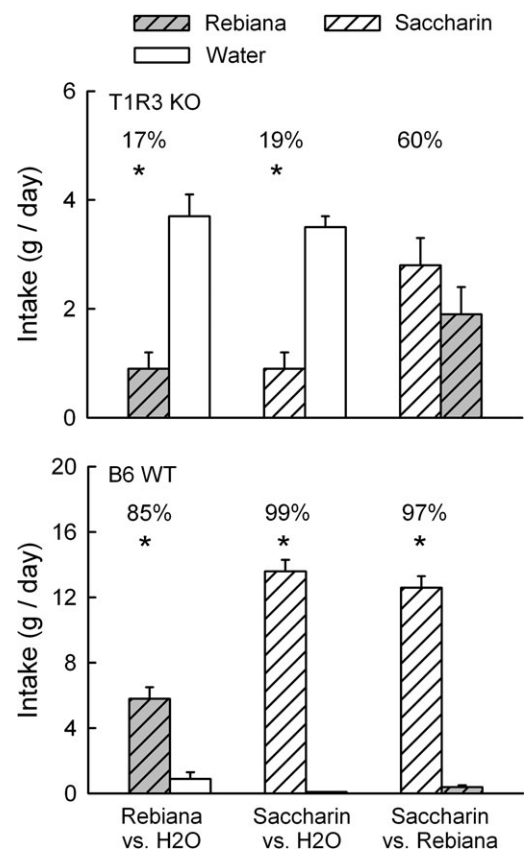 Rebiana Saccharin
Water
T1R3 KO
17% 19% 60%
* *
6
4
2
0
Intake (g / day)
B6 WT
85% 99% 97%
* * *
20
16
12
8
4
0
Intake (g / day)
Rebiana Saccharin Saccharin
vs. H2O vs. H2O vs. Rebiana